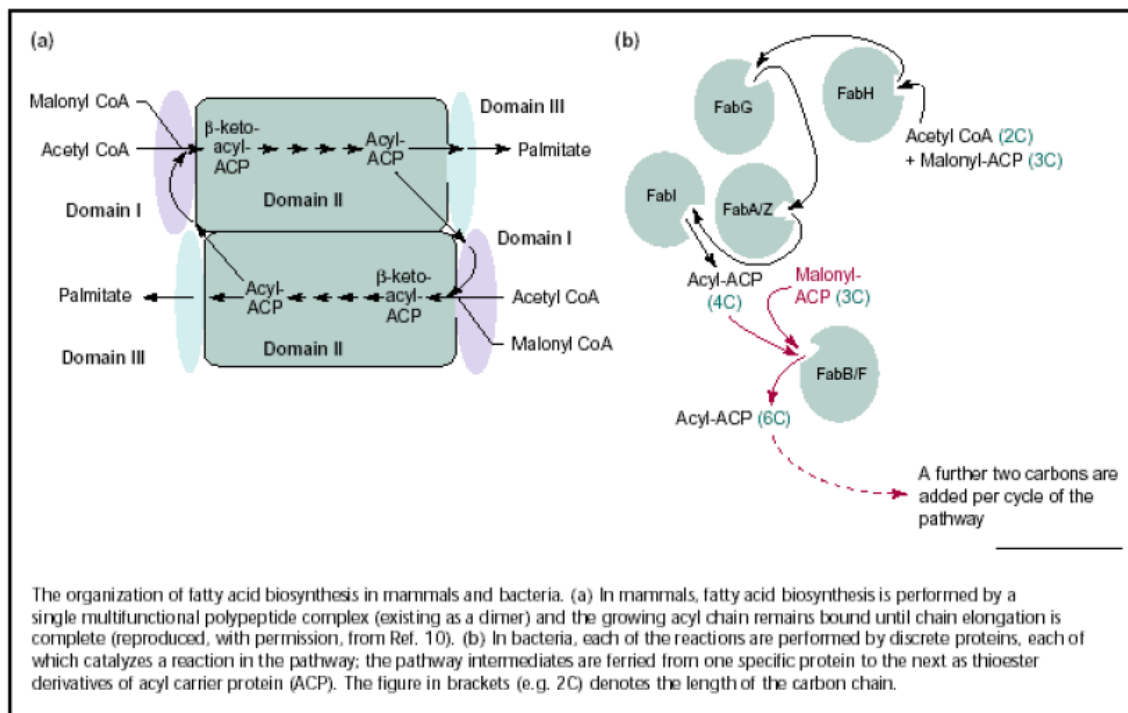 (a)
Malonyl CoA
Acetyl CoA
β-keto-
acyl-
ACP
Acyl-
ACP
Domain III
Palmitate
Domain I
Domain II
Domain I
Palmitate
Acyl-
ACP
β-keto-
acyl-
ACP
Acetyl CoA
Malonyl CoA
Domain III
Domain II
(b)
FabG
FabH
Acetyl CoA (2C)
+ Malonyl-ACP (3C)
FabI
FabA/Z
Acyl-ACP
(4C)
Malonyl-
ACP (3C)
FabB/F
Acyl-ACP (6C)
A further two carbons are
added per cycle of the
pathway
The organization of fatty acid biosynthesis in mammals and bacteria. (a) In mammals, fatty acid biosynthesis is performed by a
single multifunctional polypeptide complex (existing as a dimer) and the growing acyl chain remains bound until chain elongation is
complete (reproduced, with permission, from Ref. 10). (b) In bacteria, each of the reactions are performed by discrete proteins, each of
which catalyzes a reaction in the pathway; the pathway intermediates are ferried from one specific protein to the next as thioester
derivatives of acyl carrier protein (ACP). The figure in brackets (e.g. 2C) denotes the length of the carbon chain.